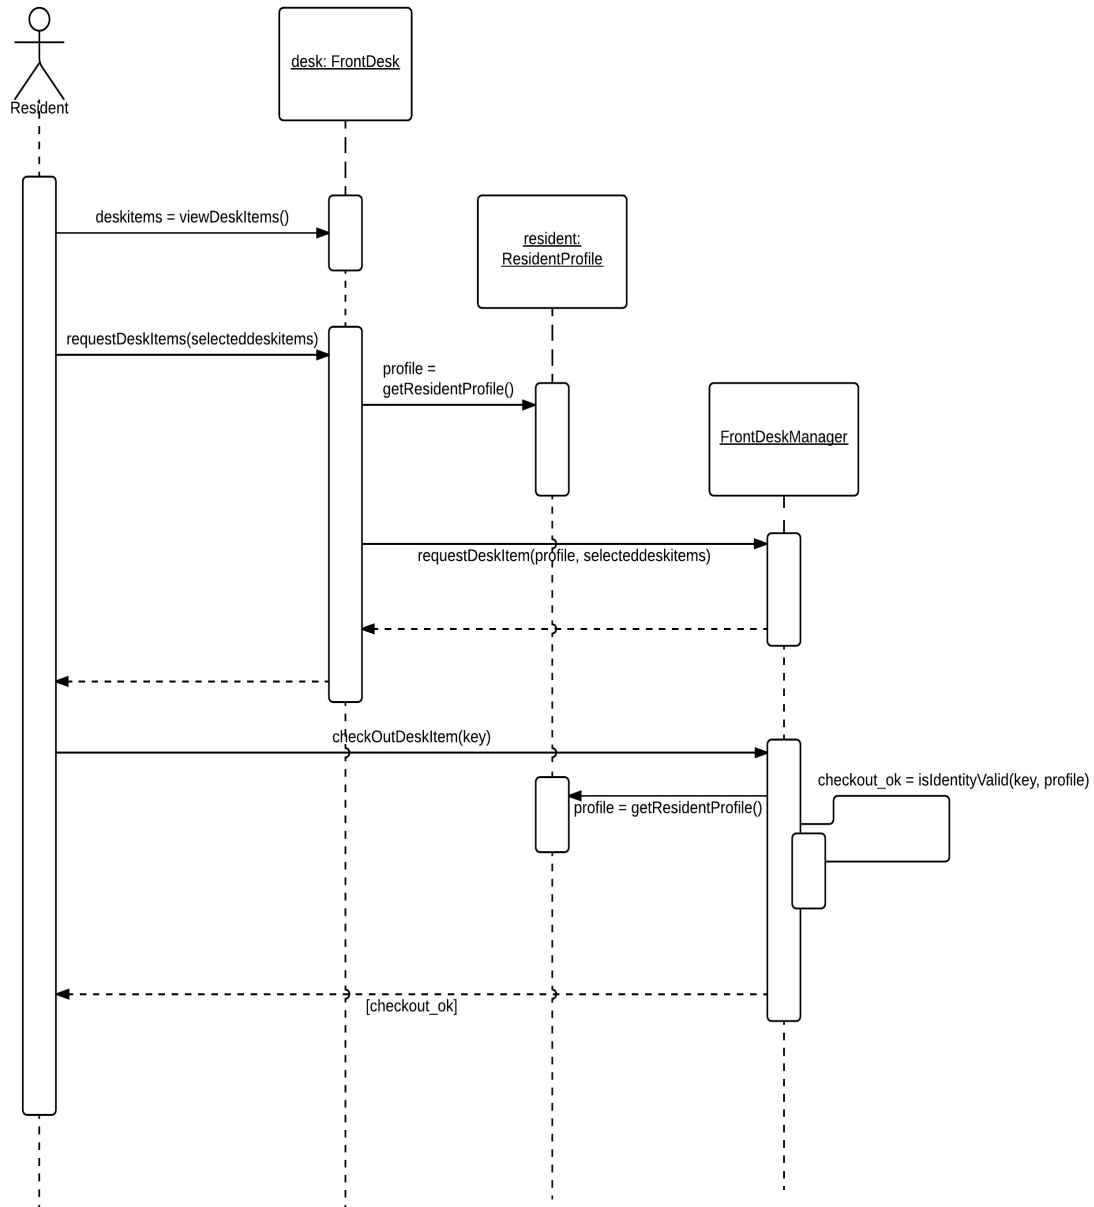 Resident
desk: FrontDesk
deskitems = viewDeskItems()
resident:
ResidentProfile
requestDeskItems(selecteddeskitems)
profile =
getResidentProfile()
FrontDeskManager
requestDeskItem(profile, selecteddeskitems)
checkOutDeskItem(key)
checkout_ok = isIdentityValid(key, profile)
profile = getResidentProfile()
[checkout_ok]